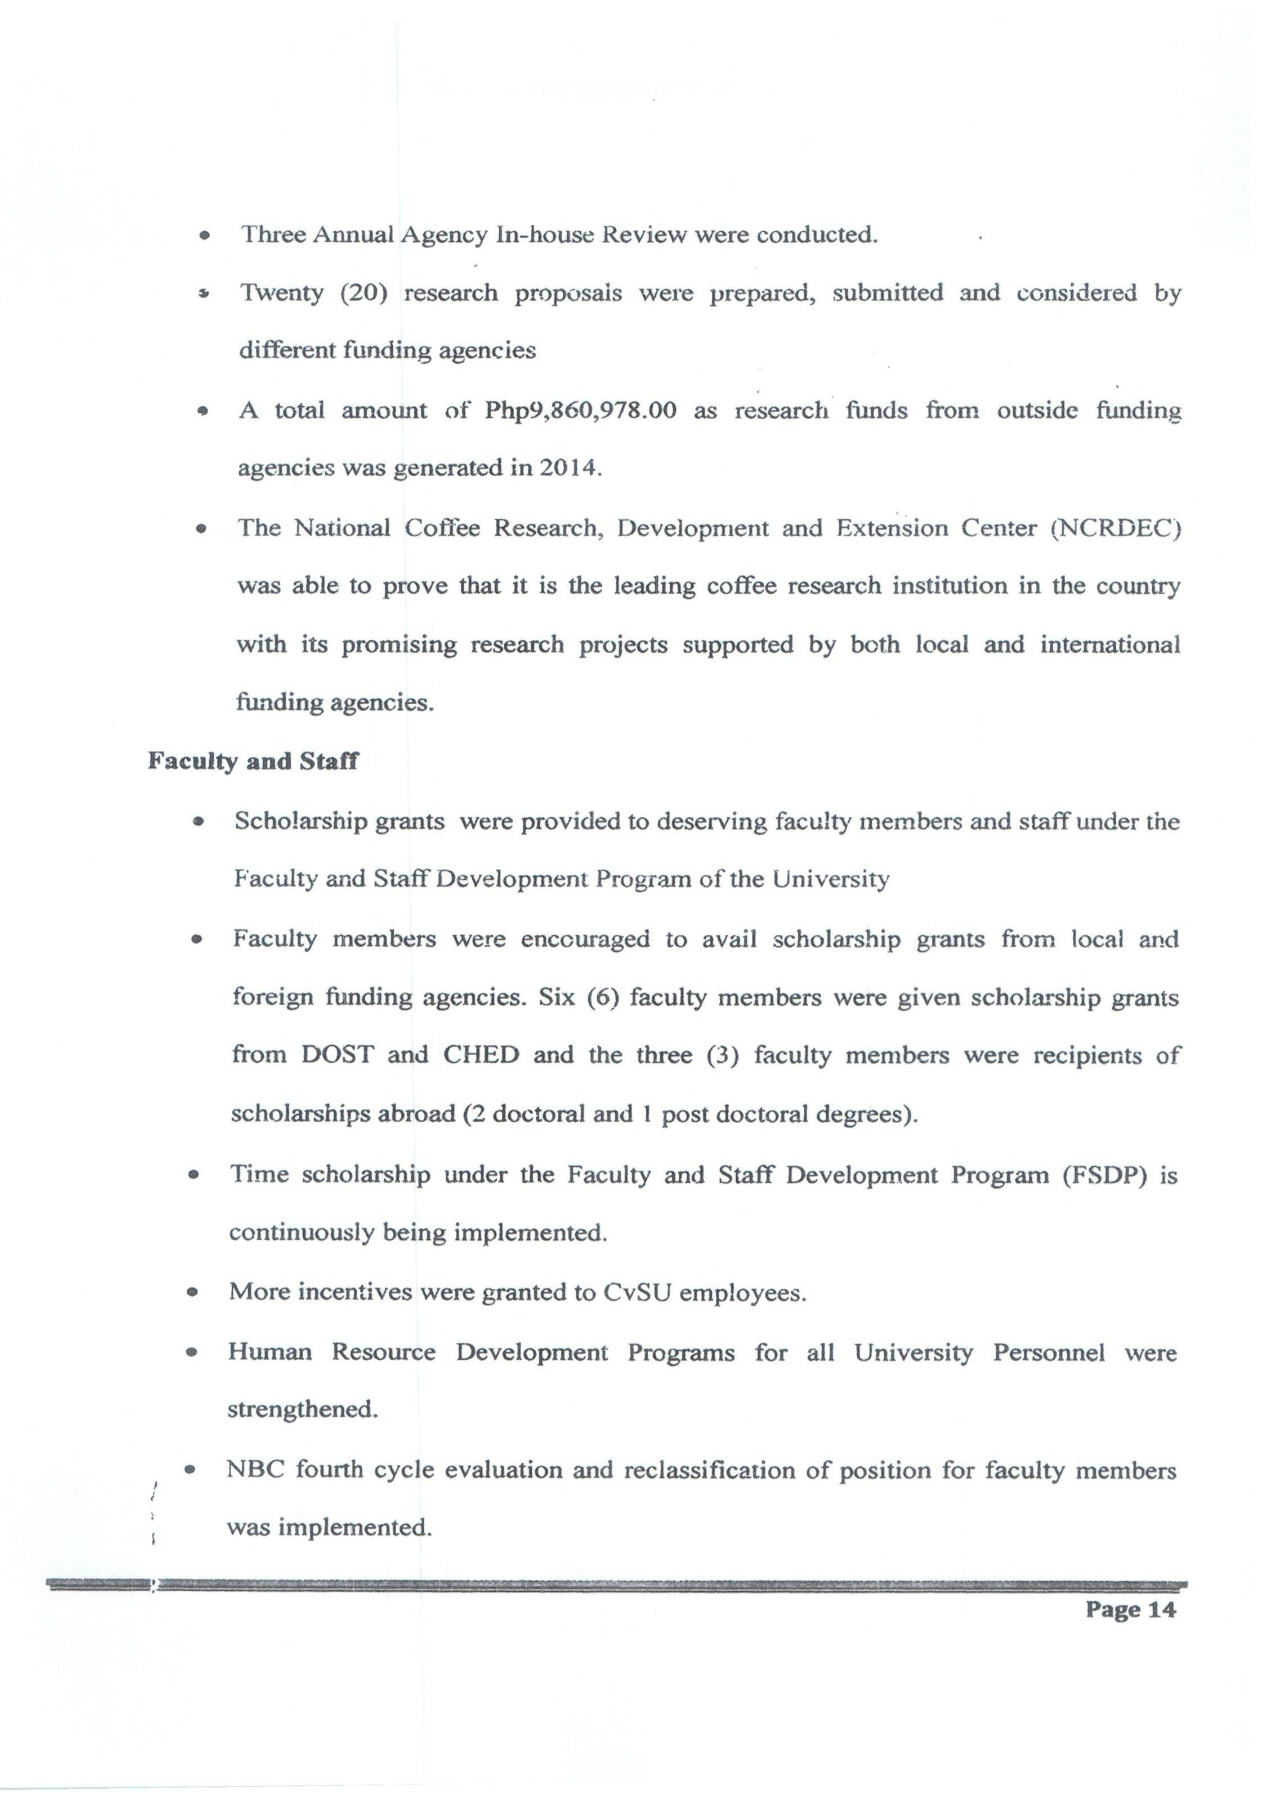 • Three Annual Agency In-house Review were conducted.
• Twenty (20) research proposals were prepared, submitted and considered by
different funding agencies
• A total amount of Php9,860,978.00 as research funds from outside funding
agencies was generated in 2014.
• The National Coffee Research, Development and Extension Center (NCRDEC)
was able to prove that it is the leading coffee research institution in the country
with its promising research projects supported by both local and international
funding agencies.
Faculty and Staff
• Scholarship grants were provided to deserving faculty members and staff under the
Faculty and Staff Development Program of the University
• Faculty members were encouraged to avail scholarship grants from local and
foreign funding agencies. Six (6) faculty members were given scholarship grants
from DOST and CHED and the three (3) faculty members were recipients of
scholarships abroad (2 doctoral and 1 post doctoral degrees).
• Time scholarship under the Faculty and Staff Development Program (FSDP) is
continuously being implemented.
• More incentives were granted to CvSU employees.
• Human Resource Development Programs for all University Personnel were
strengthened.
• NBC fourth cycle evaluation and reclassification of position for faculty members
was implemented.
Page 14